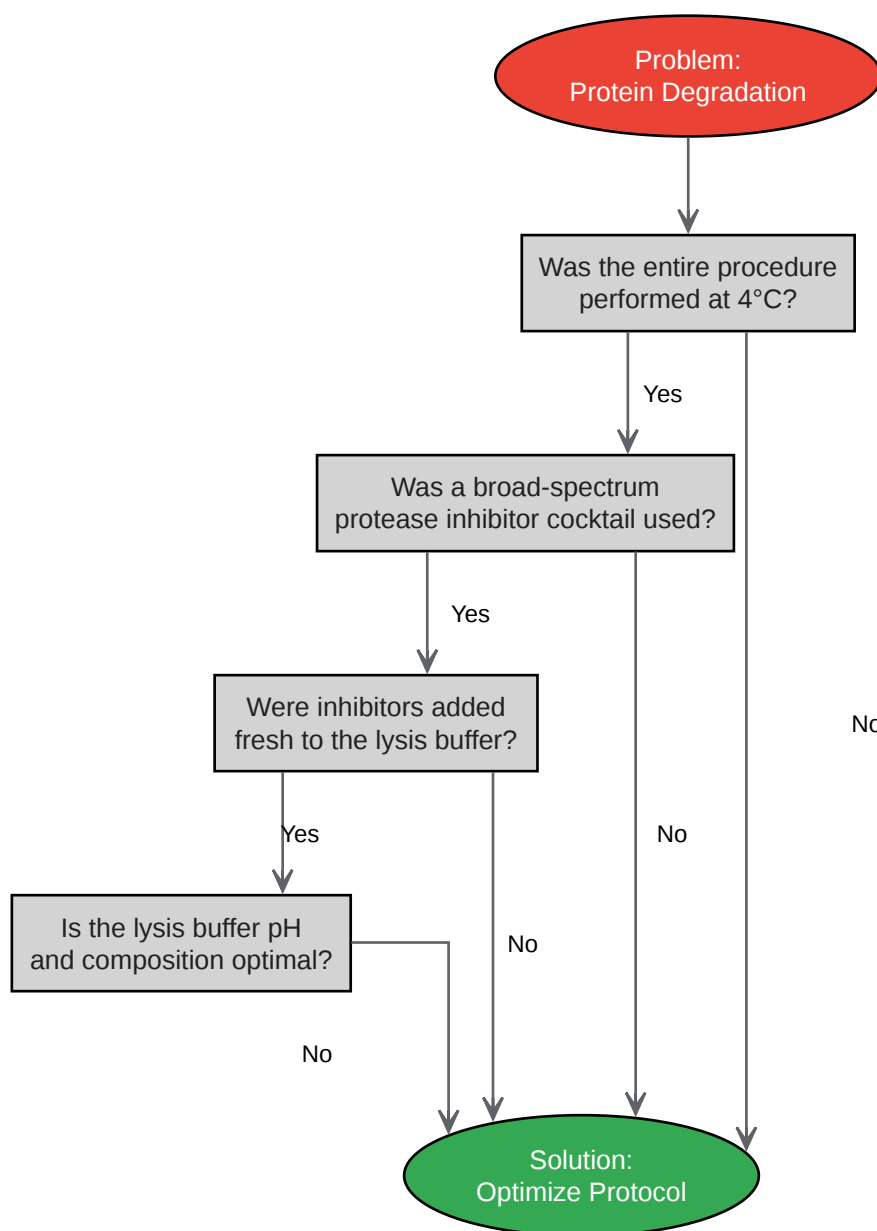 Problem:
Protein Degradation
Was the entire procedure
performed at 4°C?
Yes
Was a broad-spectrum
protease inhibitor cocktail used?
Yes
Were inhibitors added
fresh to the lysis buffer?
No
Yes
No
Is the lysis buffer pH
and composition optimal?
No
No
Solution:
Optimize Protocol